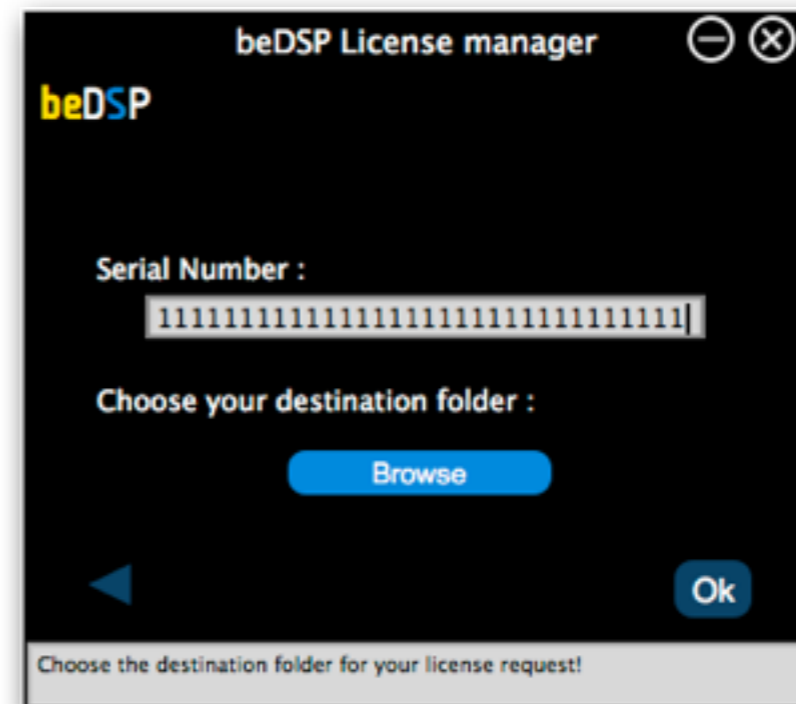 beDSP License manager
beDSP
Serial Number :
11111111111111111111111111111111
Choose your destination folder :
Browse
Ok
Choose the destination folder for your license request!